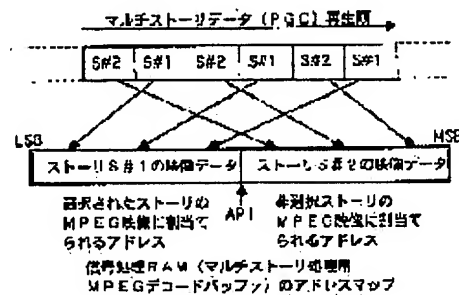 マルチストーリデータ（PGC）再生順
S#2 S#1 S#2 S#1 S#2 S#1
LSB MSB
ストーリS#1の映像データ ストーリS#2の映像データ
選択されたストーリの 非選択ストーリの
MPEG映像に割当て API MPEG映像に割当て
られるアドレス られるアドレス
信号処理RAM（マルチストーリ処理用
MPEGデコードバッファ）のアドレスマップ